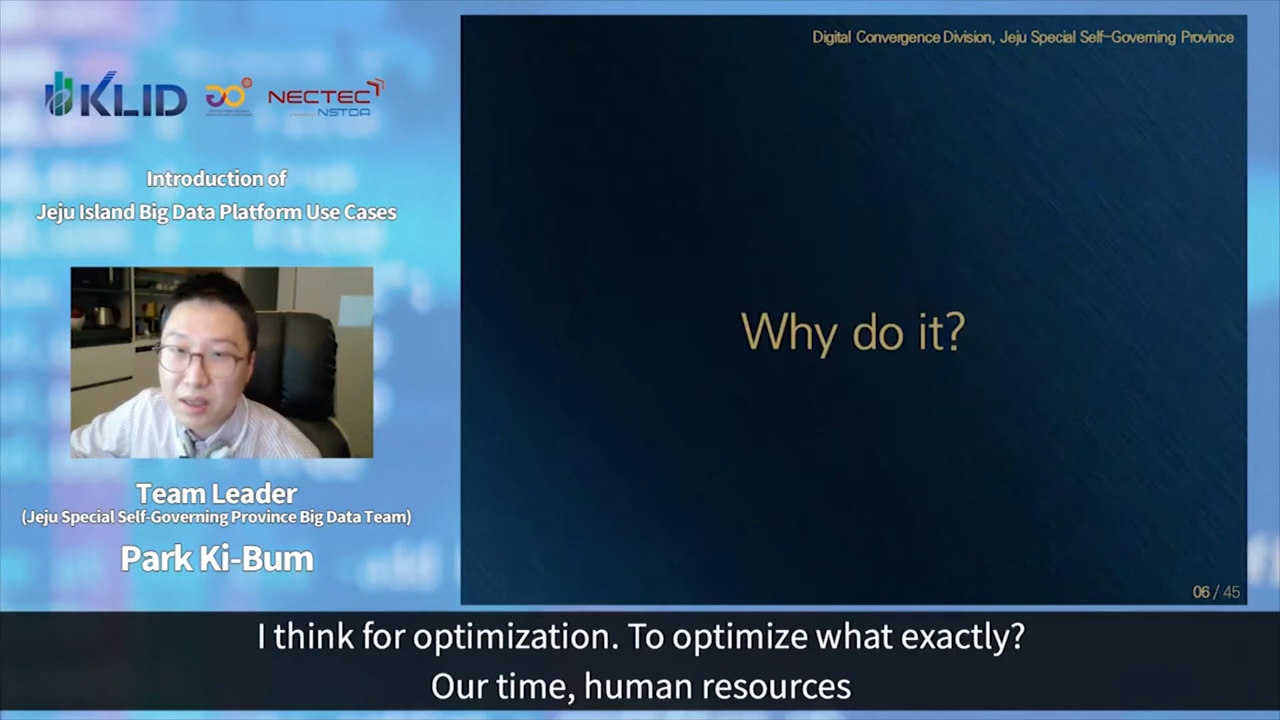 KLID
NECTEC
NSTDA
Introduction of
Jeju Island Big Data Platform Use Cases
Team Leader
(Jeju Special Self-Governing Province Big Data Team)
Park Ki-Bum
Digital Convergence Division, Jeju Special Self-Governing Province
Why do it?
06 / 45
I think for optimization. To optimize what exactly?
Our time, human resources